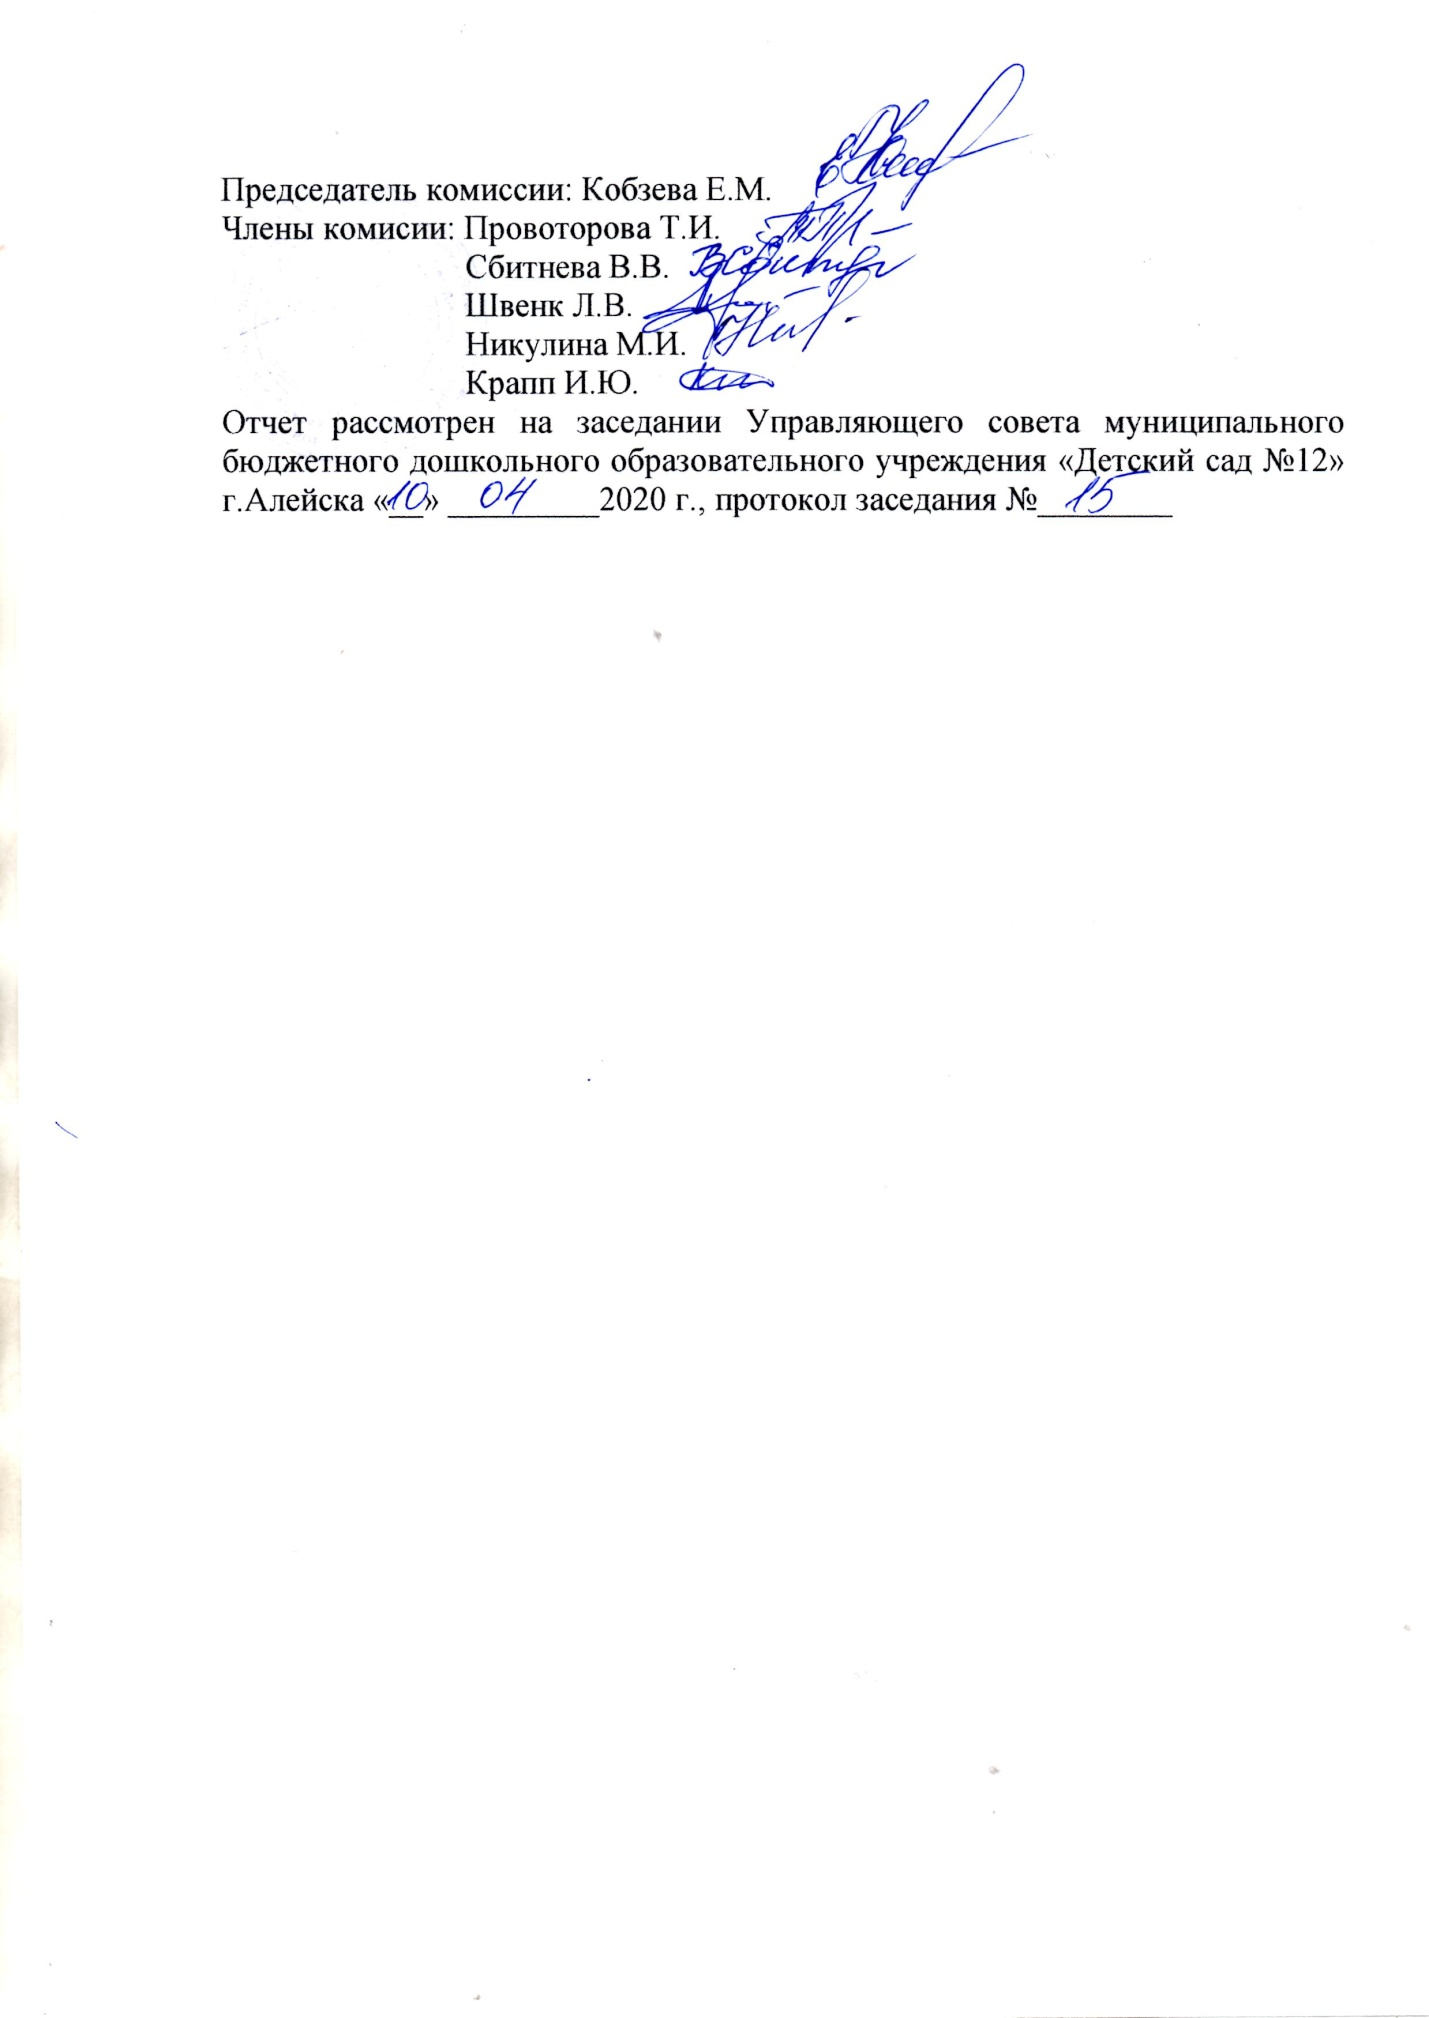 Председатель комиссии: Кобзева Е.М.
Члены комисии: Провоторова Т.И.
Сбитнева В.В.
Швенк Л.В.
Никулина М.И.
Крапп И.Ю.
Отчет рассмотрен на заседании Управляющего совета муниципального
бюджетного дошкольного образовательного учреждения «Детский сад №12»
г.Алейска «10» 04 2020 г., протокол заседания № 15